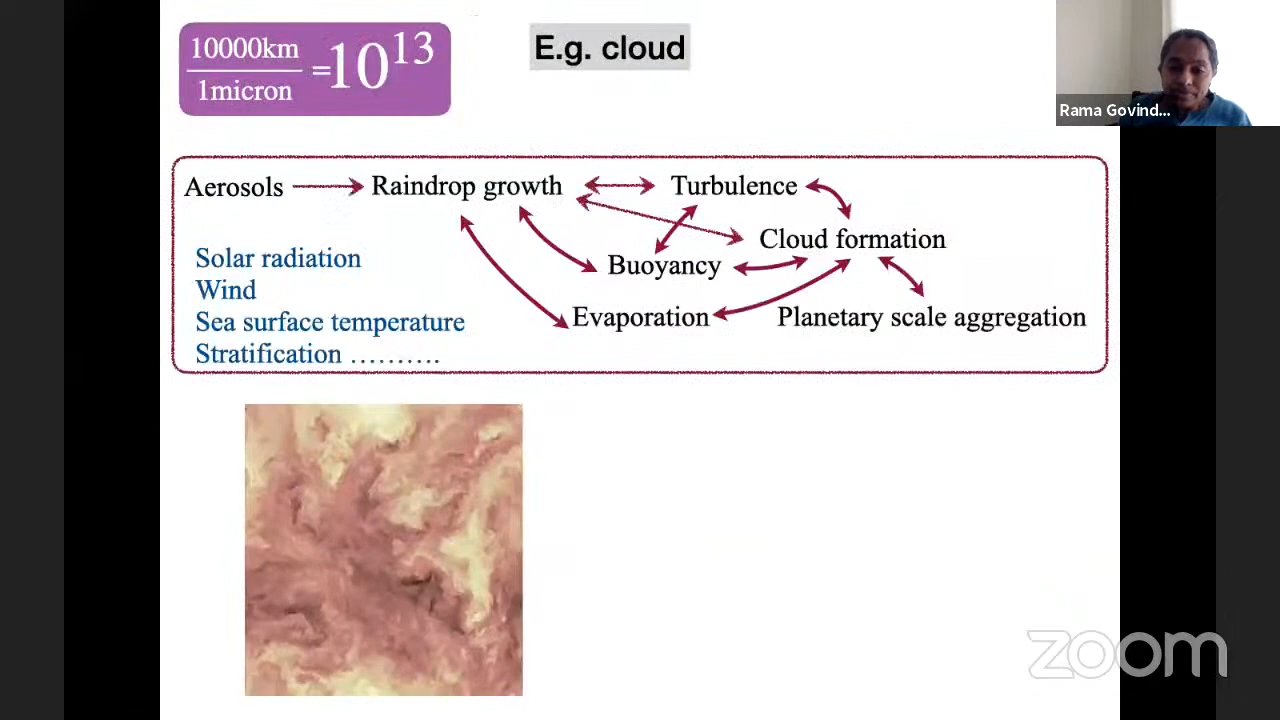 10000km
1micron
=10^13
E.g. cloud
Rama Govind...
Aerosols Raindrop growth Turbulence
Cloud formation
Solar radiation
Buoyancy
Wind
Sea surface temperature
Evaporation Planetary scale aggregation
Stratification ..........
zoom